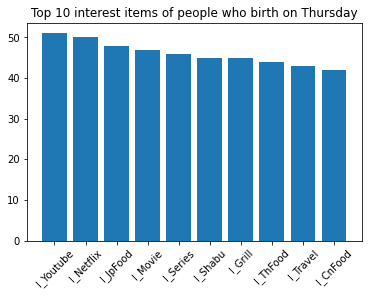 Top 10 interest items of people who birth on Thursday
50
40
30
20
10
0
I_Youtube
I_Netflix
I_JpFood
I_Movie
I_Series
I_Shabu
I_Grill
I_ThFood
I_Travel
I_CnFood